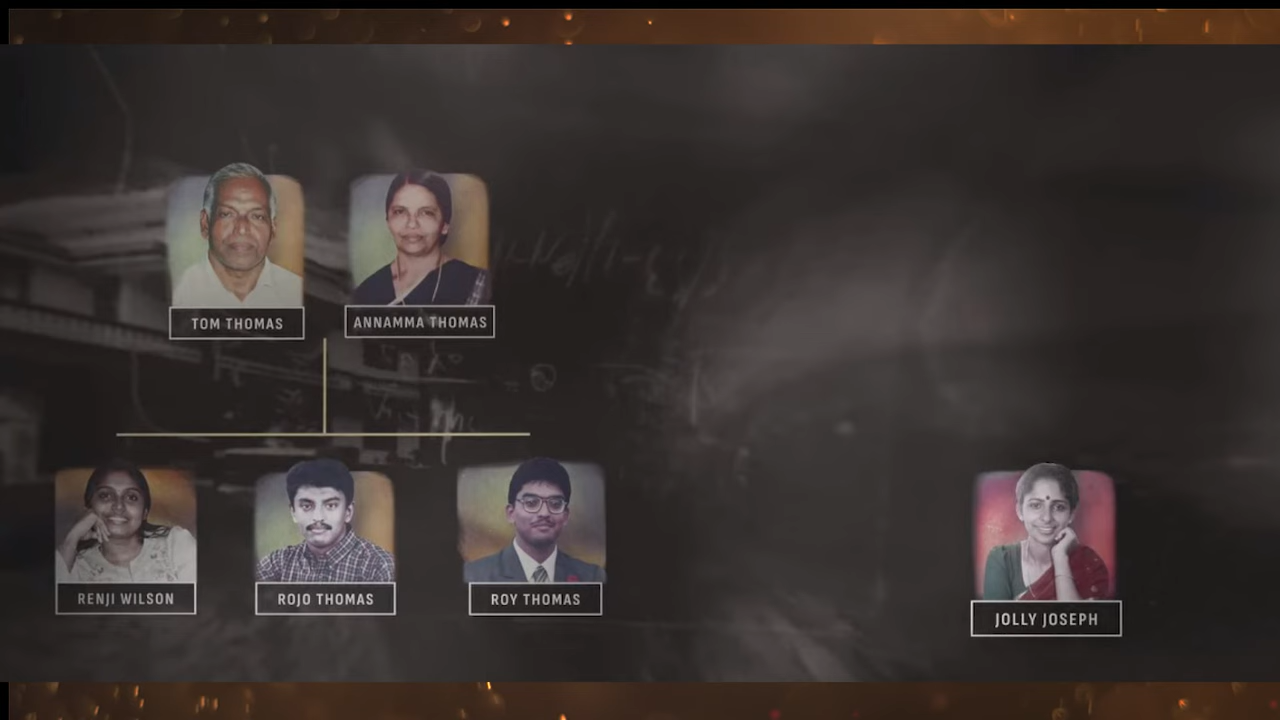 TOM THOMAS
ANNAMMA THOMAS
RENJI WILSON
ROJO THOMAS
ROY THOMAS
JOLLY JOSEPH